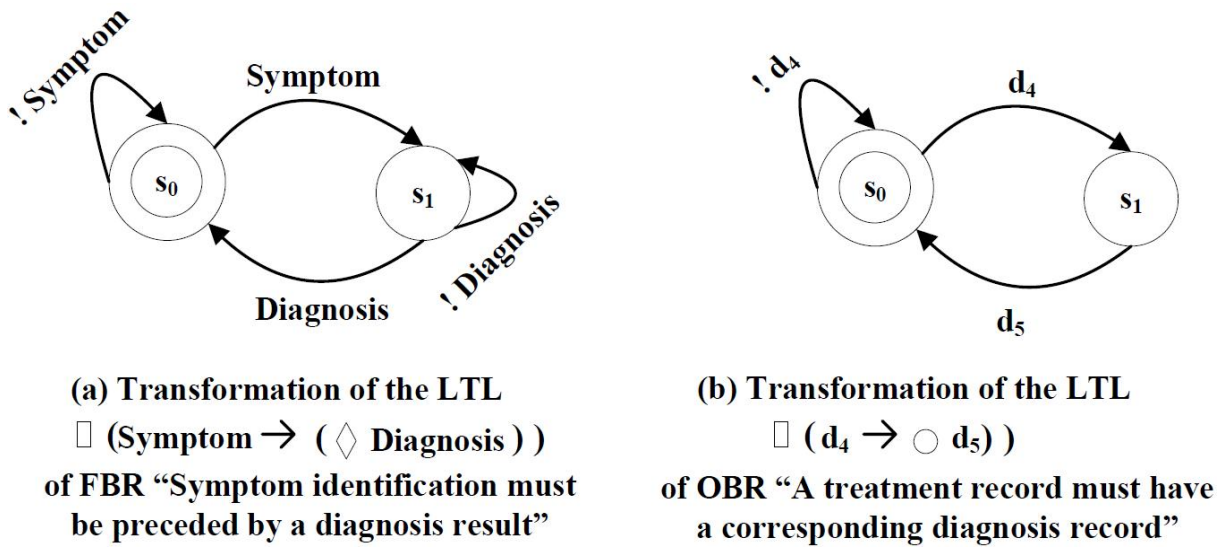 ! Symptom
Symptom
s₀
s₁
! Diagnosis
Diagnosis
(a) Transformation of the LTL
□ (Symptom → ( ◇ Diagnosis ) )
of FBR “Symptom identification must
be preceded by a diagnosis result”
! d₄
d₄
s₀
s₁
d₅
(b) Transformation of the LTL
□ ( d₄ → ○ d₅) )
of OBR “A treatment record must have
a corresponding diagnosis record”